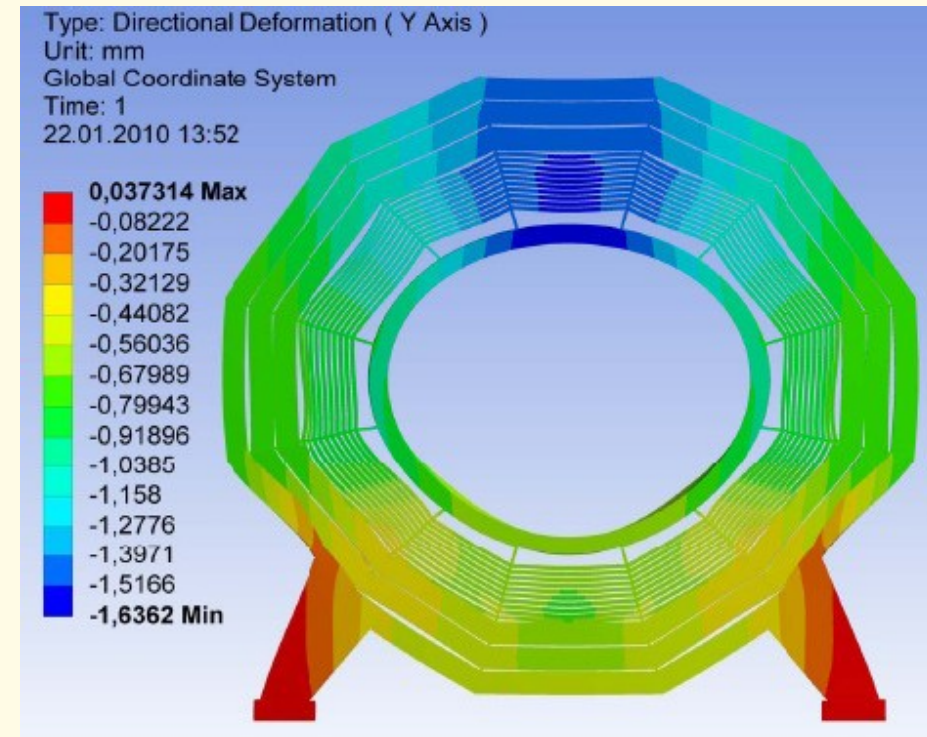 Type: Directional Deformation ( Y Axis )
Unit: mm
Global Coordinate System
Time: 1
22.01.2010 13:52
0,037314 Max
-0,08222
-0,20175
-0,32129
-0,44082
-0,56036
-0,67989
-0,79943
-0,91896
-1,0385
-1,158
-1,2776
-1,3971
-1,5166
-1,6362 Min